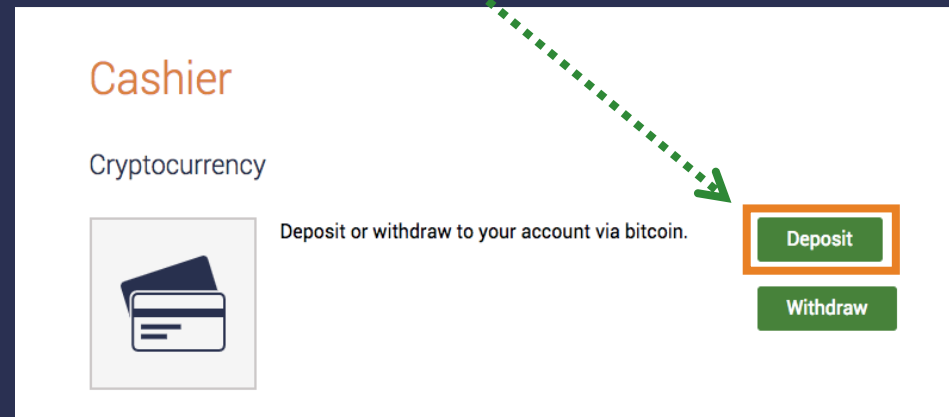 Cashier
Cryptocurrency
Deposit or withdraw to your account via bitcoin.
Deposit
Withdraw